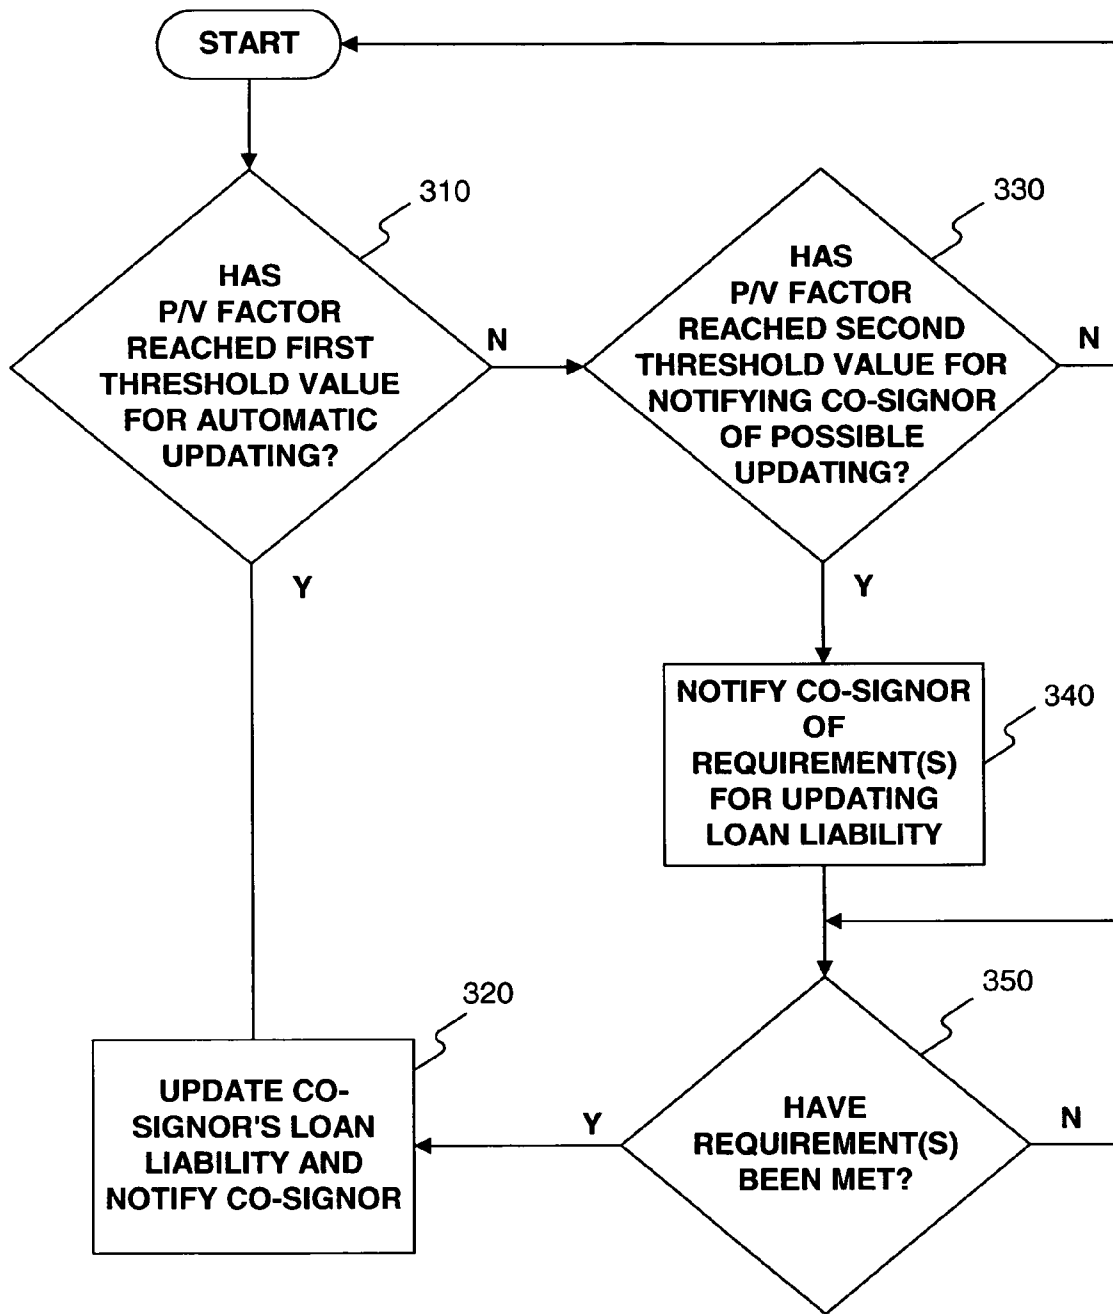 START
310
HAS
P/V FACTOR
REACHED FIRST
THRESHOLD VALUE
FOR AUTOMATIC
UPDATING?
N
Y
330
HAS
P/V FACTOR
REACHED SECOND
THRESHOLD VALUE FOR
NOTIFYING CO-SIGNOR
OF POSSIBLE
UPDATING?
N
Y
340
NOTIFY CO-SIGNOR
OF
REQUIREMENT(S)
FOR UPDATING
LOAN LIABILITY
350
HAVE
REQUIREMENT(S)
BEEN MET?
N
Y
320
UPDATE CO-
SIGNOR'S LOAN
LIABILITY AND
NOTIFY CO-SIGNOR